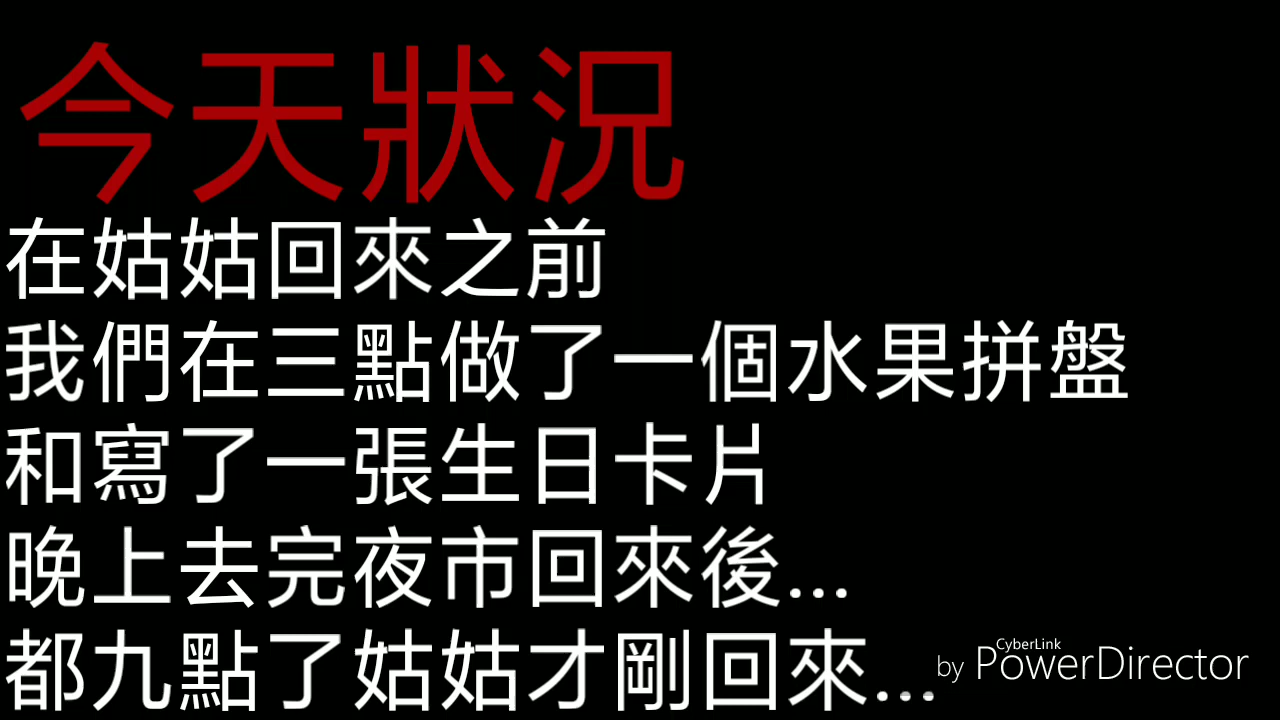 今天狀況
在姑姑回來之前
我們在三點做了一個水果拼盤
和寫了一張生日卡片
晚上去完夜市回來後...
都九點了姑姑才剛回來...
by CyberLink PowerDirector